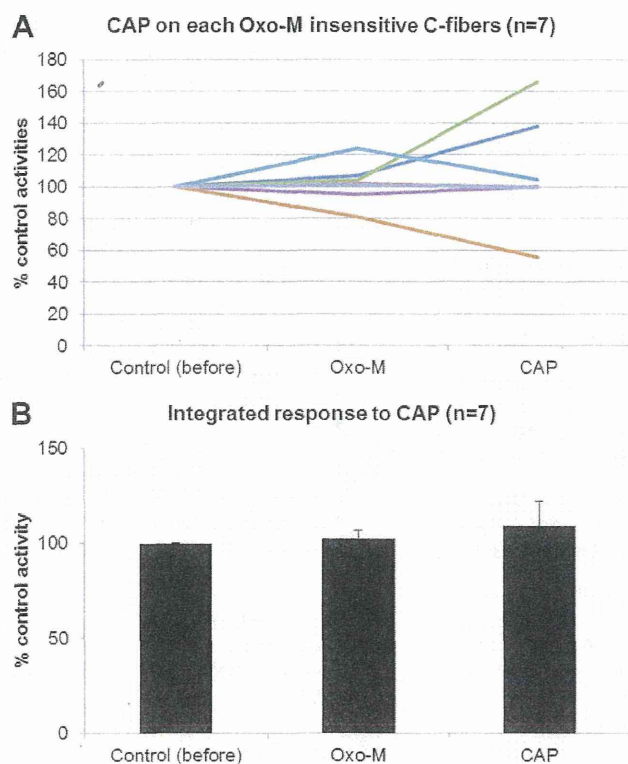 A
CAP on each Oxo-M insensitive C-fibers (n=7)
% control activities
180
160
140
120
100
80
60
40
20
0
Control (before) Oxo-M CAP
B
Integrated response to CAP (n=7)
% control activity
150
100
50
0
Control (before) Oxo-M CAP